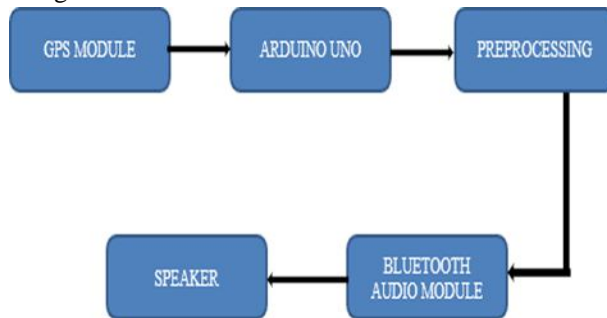 GPS MODULE
ARDUINO UNO
PREPROCESSING
SPEAKER
BLUETOOTH
AUDIO MODULE